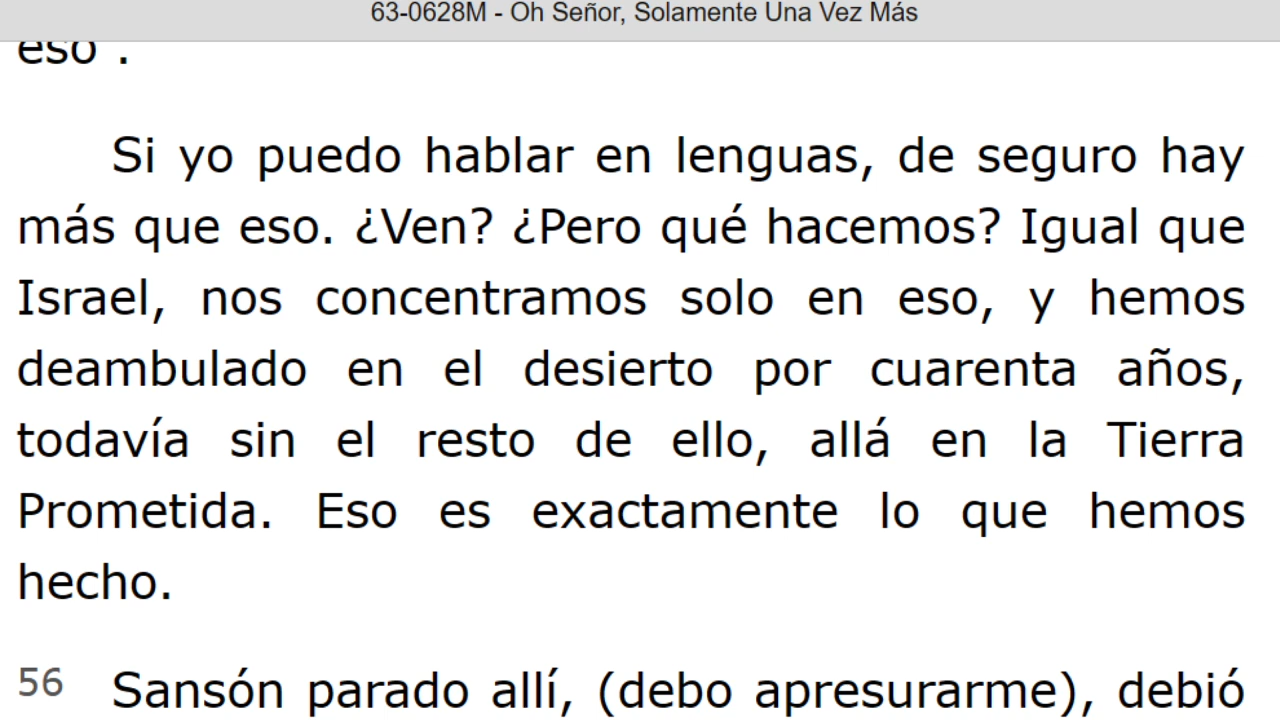 63-0628M - Oh Señor, Solamente Una Vez Más
eso .
Si yo puedo hablar en lenguas, de seguro hay
más que eso. ¿Ven? ¿Pero qué hacemos? Igual que
Israel, nos concentramos solo en eso, y hemos
deambulado en el desierto por cuarenta años,
todavía sin el resto de ello, allá en la Tierra
Prometida. Eso es exactamente lo que hemos
hecho.
56 Sansón parado allí, (debo apresurarme), debió